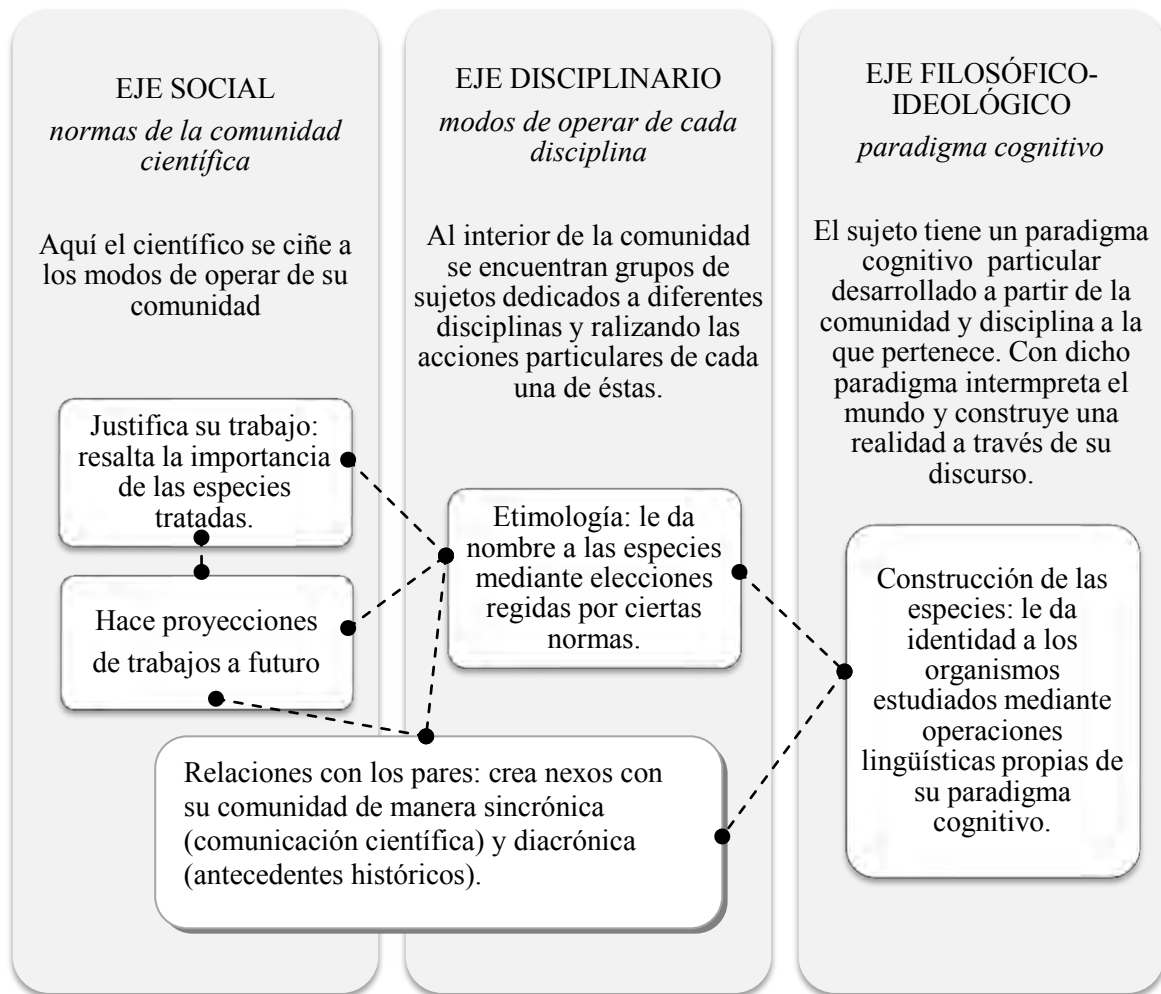 EJE SOCIAL
normas de la comunidad
científica
Aquí el científico se ciñe a
los modos de operar de su
comunidad
Justifica su trabajo:
resalta la importancia
de las especies
tratadas.
Hace proyecciones
de trabajos a futuro
EJE DISCIPLINARIO
modos de operar de cada
disciplina
Al interior de la comunidad
se encuentran grupos de
sujetos dedicados a diferentes
disciplinas y ralizando las
acciones particulares de cada
una de éstas.
Etimología: le da
nombre a las especies
mediante elecciones
regidas por ciertas
normas.
Relaciones con los pares: crea nexos con
su comunidad de manera sincrónica
(comunicación científica) y diacrónica
(antecedentes históricos).
EJE FILOSÓFICO-
IDEOLÓGICO
paradigma cognitivo
El sujeto tiene un paradigma
cognitivo particular
desarrollado a partir de la
comunidad y disciplina a la
que pertenece. Con dicho
paradigma intermpreta el
mundo y construye una
realidad a través de su
discurso.
Construcción de las
especies: le da
identidad a los
organismos
estudiados mediante
operaciones
lingüísticas propias de
su paradigma
cognitivo.